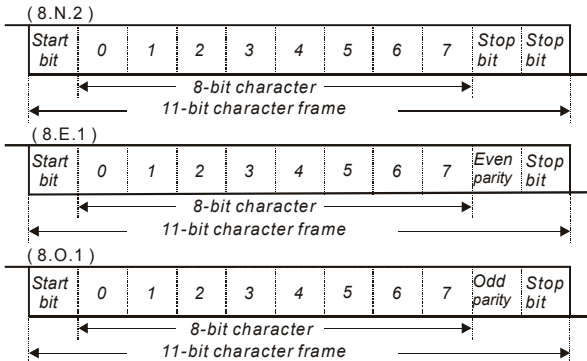 ( 8.N.2 )
Start bit 0 1 2 3 4 5 6 7 Stop bit Stop bit
8-bit character
11-bit character frame
( 8.E.1 )
Start bit 0 1 2 3 4 5 6 7 Even parity Stop bit
8-bit character
11-bit character frame
( 8.O.1 )
Start bit 0 1 2 3 4 5 6 7 Odd parity Stop bit
8-bit character
11-bit character frame